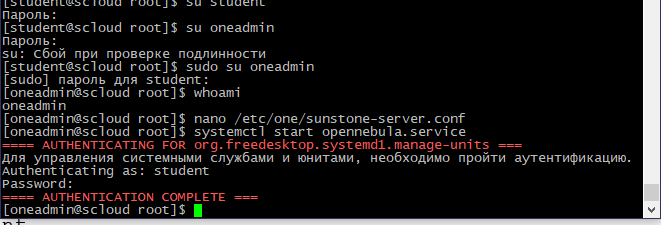 [student@scloud root]$ su student
Пароль:
[student@scloud root]$ su oneadmin
Пароль:
su: Сбой при проверке подлинности
[student@scloud root]$ sudo su oneadmin
[sudo] пароль для student:
[oneadmin@scloud root]$ whoami
oneadmin
[oneadmin@scloud root]$ nano /etc/one/sunstone-server.conf
[oneadmin@scloud root]$ systemctl start opennebula.service
==== AUTHENTICATING FOR org.freedesktop.systemd1.manage-units ===
Для управления системными службами и юнитами, необходимо пройти аутентификацию.
Authenticating as: student
Password:
==== AUTHENTICATION COMPLETE ===
[oneadmin@scloud root]$